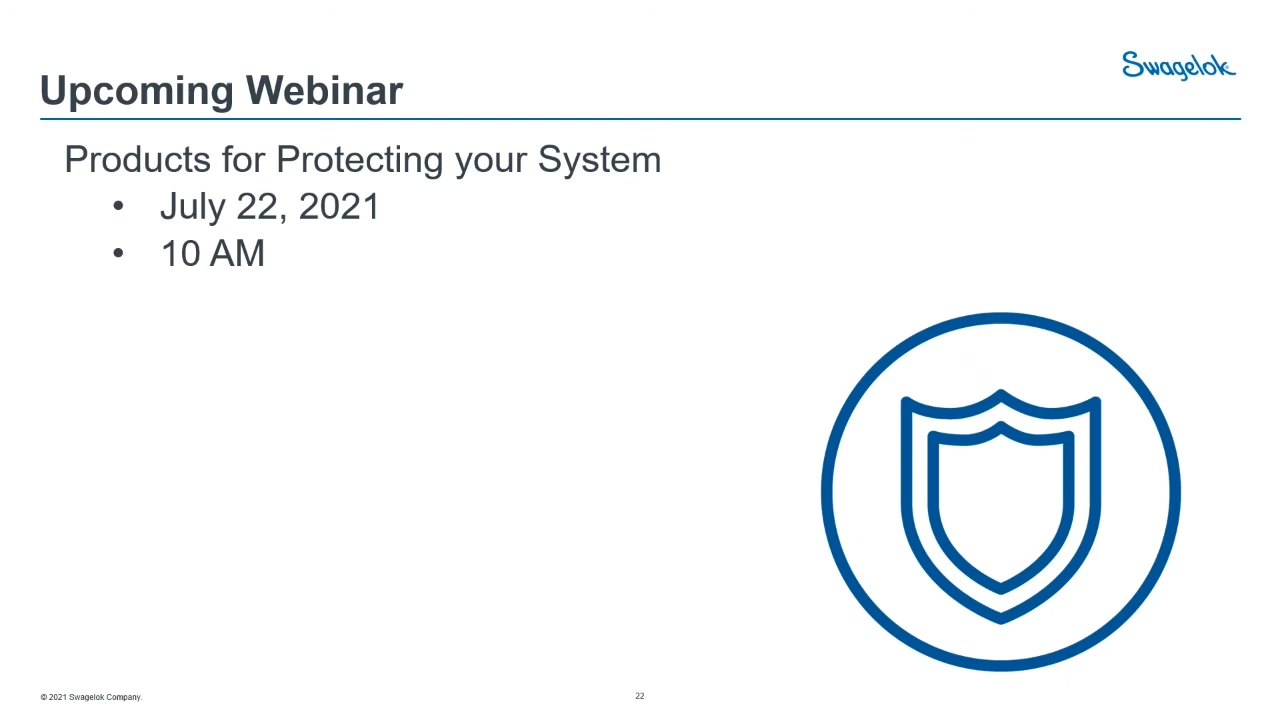 Swagelok
Upcoming Webinar
Products for Protecting your System
• July 22, 2021
• 10 AM
© 2021 Swagelok Company.
22